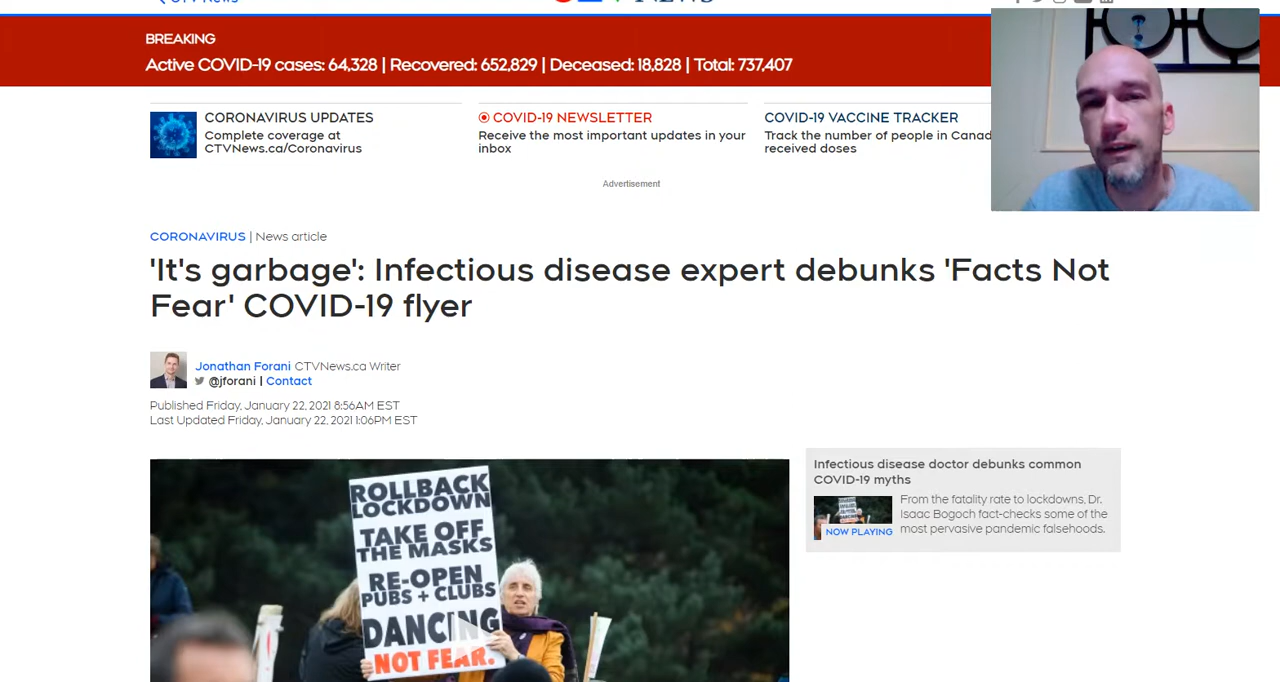 CTV News
NEWS
BREAKING
Active COVID-19 cases: 64,328 | Recovered: 652,829 | Deceased: 18,828 | Total: 737,407
CORONAVIRUS UPDATES
Complete coverage at
CTVNews.ca/Coronavirus
COVID-19 NEWSLETTER
Receive the most important updates in your
inbox
COVID-19 VACCINE TRACKER
Track the number of people in Canad
received doses
Advertisement
CORONAVIRUS | News article
'It's garbage': Infectious disease expert debunks 'Facts Not
Fear' COVID-19 flyer
Jonathan Forani CTVNews.ca Writer
@jforani | Contact
Published Friday, January 22, 2021 8:56AM EST
Last Updated Friday, January 22, 2021 1:06PM EST
ROLLBACK
LOCKDOWN
TAKE OFF
THE MASKS
RE-OPEN
PUBS + CLUBS
DANCING
NOT FEAR.
Infectious disease doctor debunks common
COVID-19 myths
From the fatality rate to lockdowns, Dr.
Isaac Bogoch fact-checks some of the
most pervasive pandemic falsehoods.
NOW PLAYING